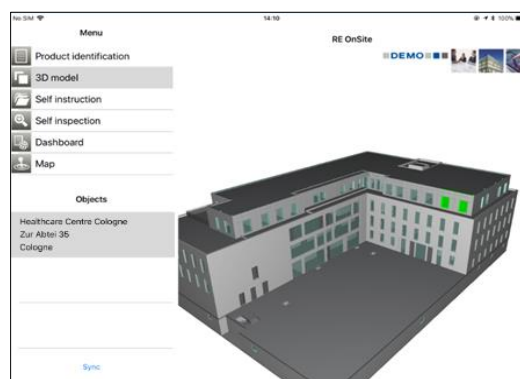 No SIM
14:10
100%
Menu
RE OnSite
DEMO
Product identification
3D model
Self instruction
Self inspection
Dashboard
Map
Objects
Healthcare Centre Cologne
Zur Abtei 35
Cologne
Sync